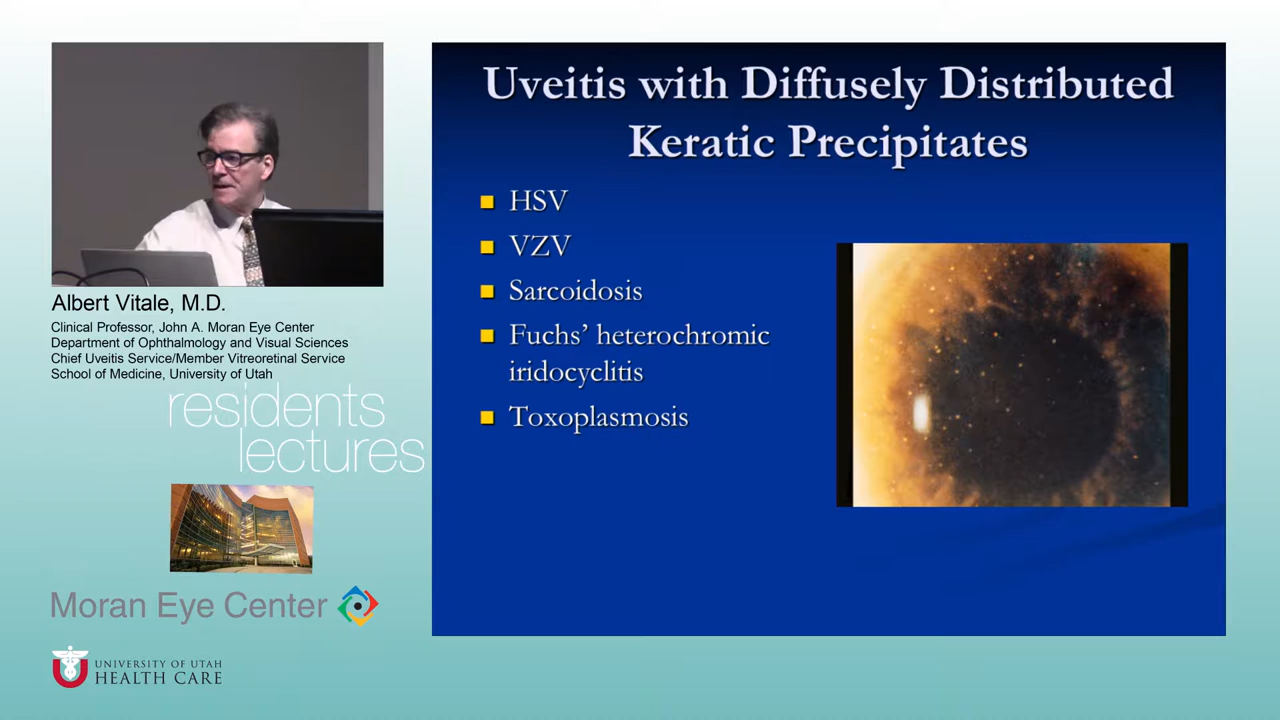 Uveitis with Diffusely Distributed
Keratic Precipitates
HSV
VZV
Sarcoidosis
Fuchs’ heterochromic
iridocyclitis
Toxoplasmosis
Albert Vitale, M.D.
Clinical Professor, John A. Moran Eye Center
Department of Ophthalmology and Visual Sciences
Chief Uveitis Service/Member Vitreoretinal Service
School of Medicine, University of Utah
residents
lectures
Moran Eye Center
UNIVERSITY OF UTAH
HEALTH CARE